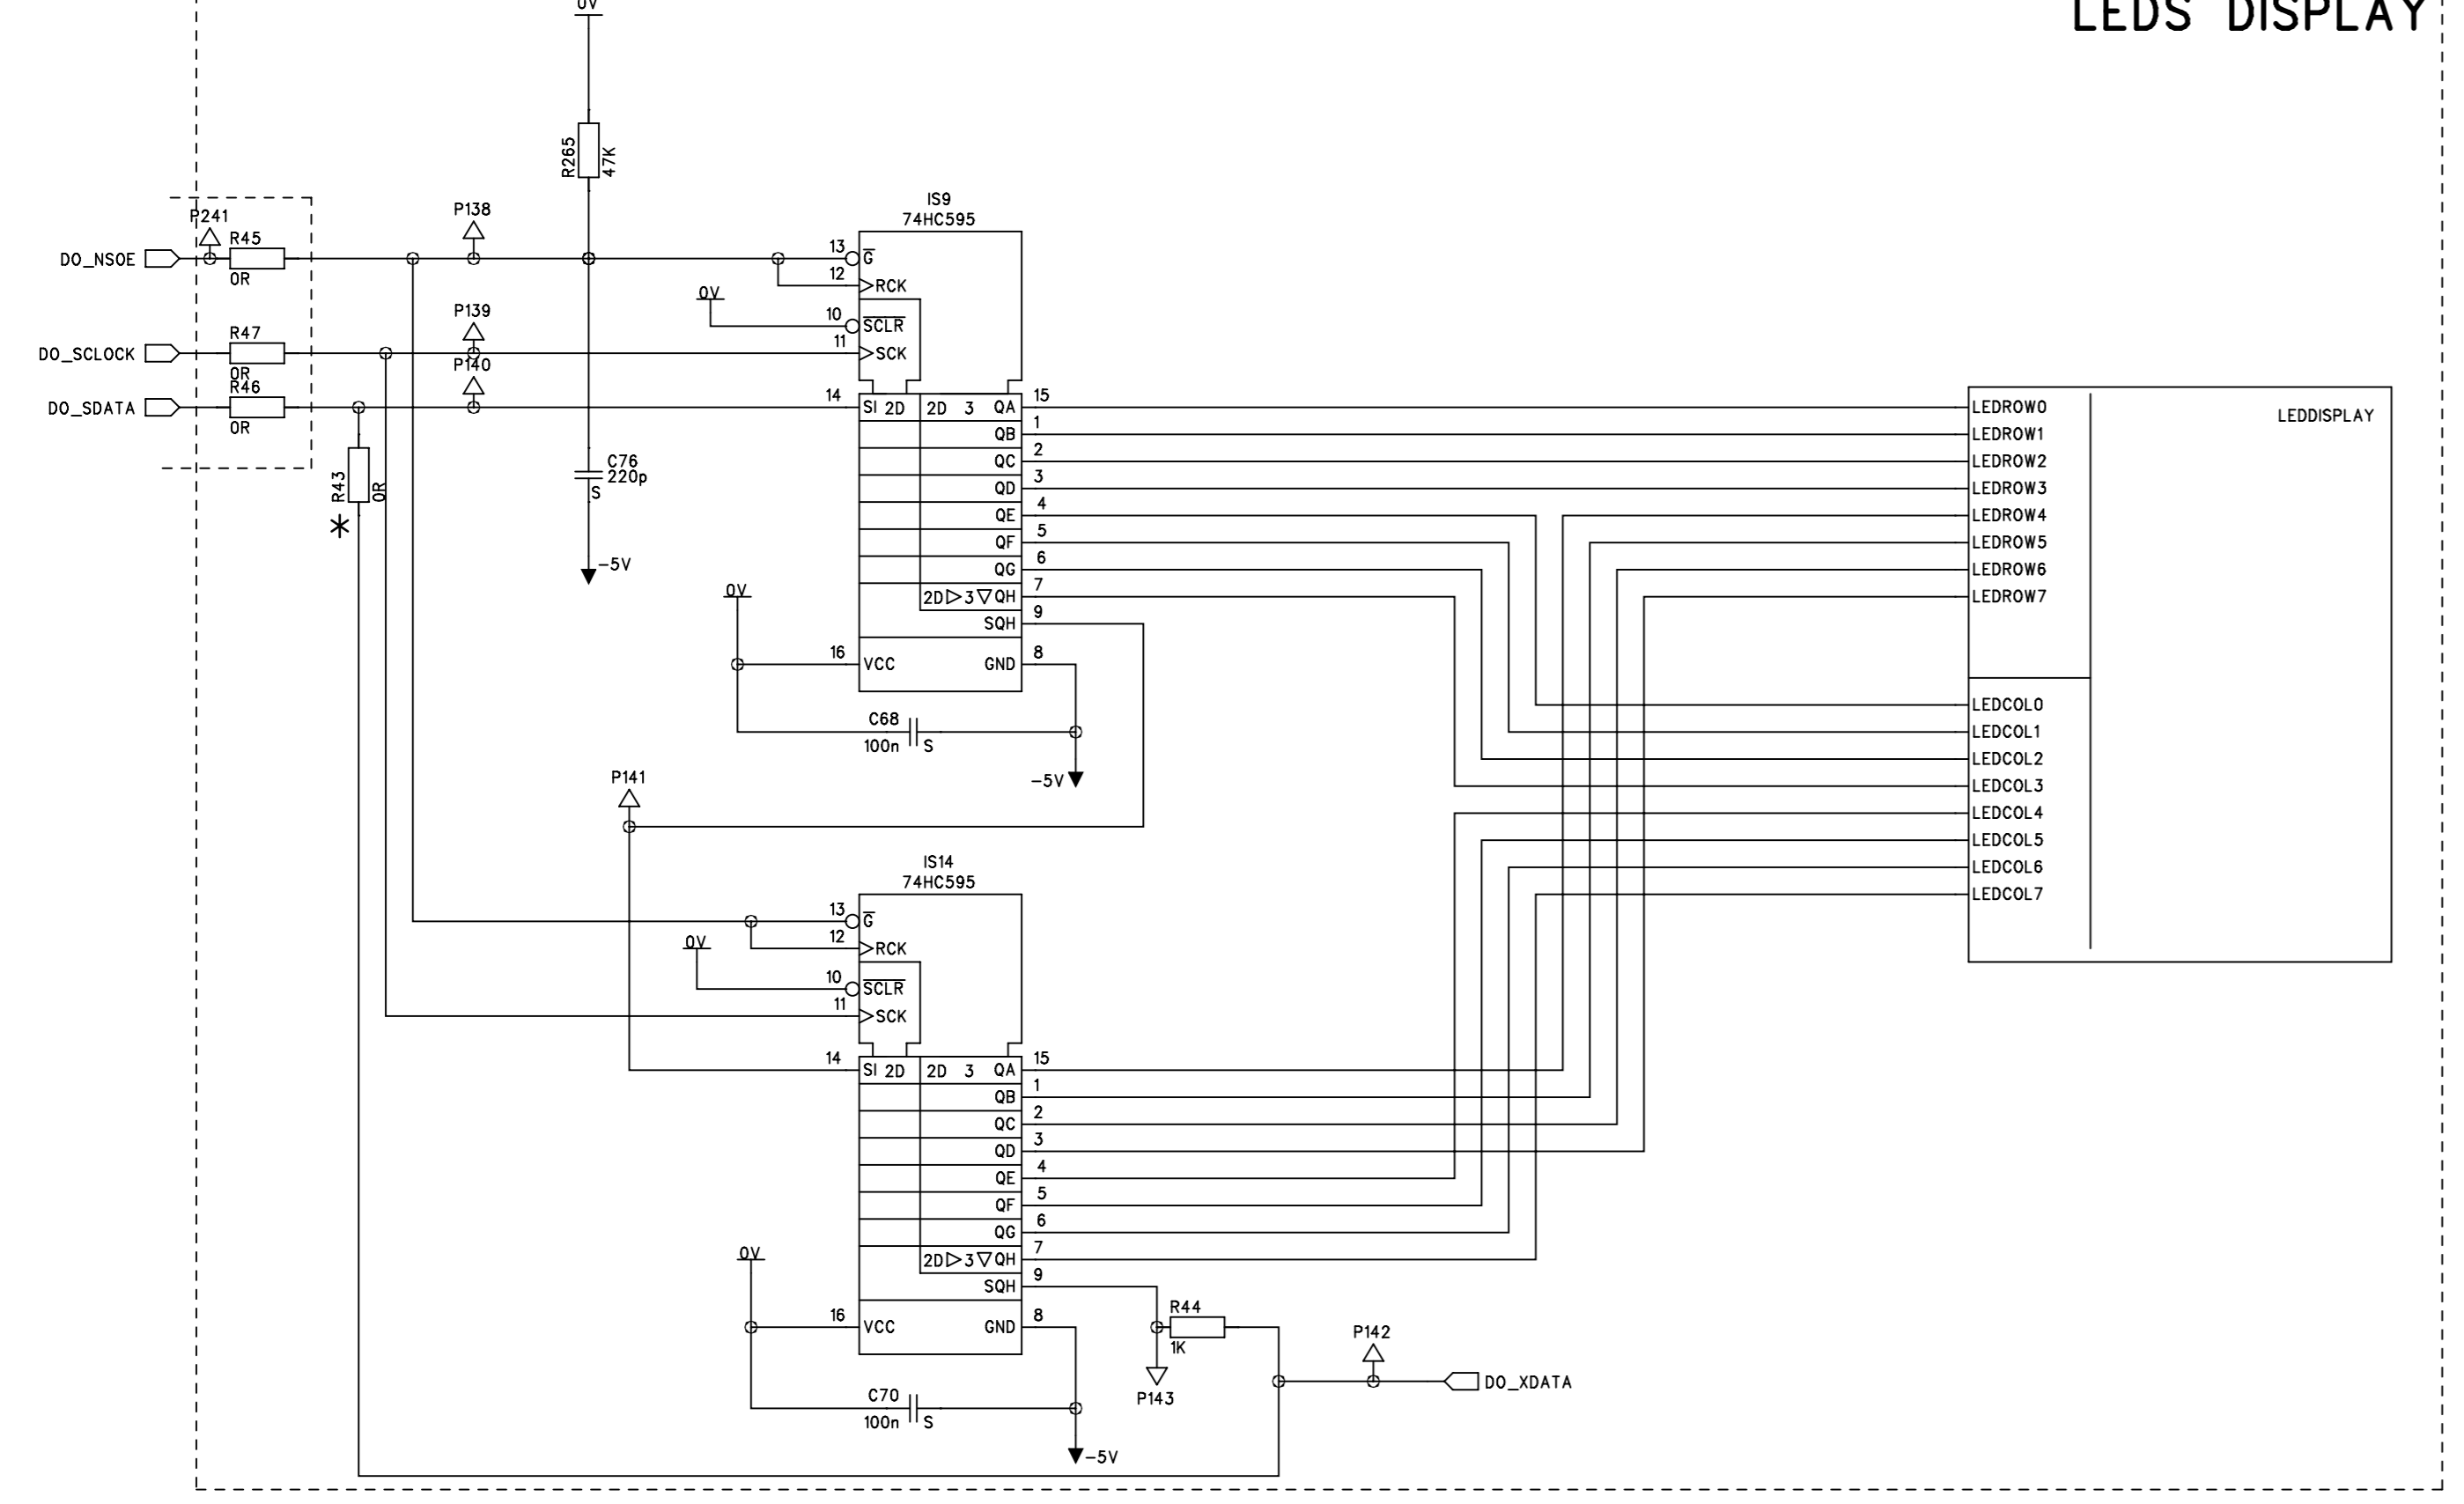 0V
LEDS DISPLAY
R265
47K
IS9
74HC595
P241
P138
DO_NSOE
R45
0R
13
G
12
RCK
0V
10
SCLR
P139
DO_SCLOCK
R47
0R
11
SCK
P140
DO_SDATA
R46
0R
14
SI 2D
2D 3 QA
15
LEDROW0
LEDDISPLAY
QB
1
LEDROW1
QC
2
LEDROW2
QD
3
LEDROW3
QE
4
LEDROW4
QF
5
LEDROW5
QG
6
LEDROW6
2D 3 QH
7
LEDROW7
SQH
9
R43
0R
*
C76
220p
S
-5V
0V
16
VCC
GND
8
C68
100n
S
-5V
LEDCOL0
LEDCOL1
LEDCOL2
LEDCOL3
LEDCOL4
LEDCOL5
LEDCOL6
LEDCOL7
P141
IS14
74HC595
13
G
12
RCK
0V
10
SCLR
11
SCK
14
SI 2D
2D 3 QA
15
QB
1
QC
2
QD
3
QE
4
QF
5
QG
6
2D 3 QH
7
SQH
9
0V
16
VCC
GND
8
R44
1K
P143
P142
DO_XDATA
C70
100n
S
-5V